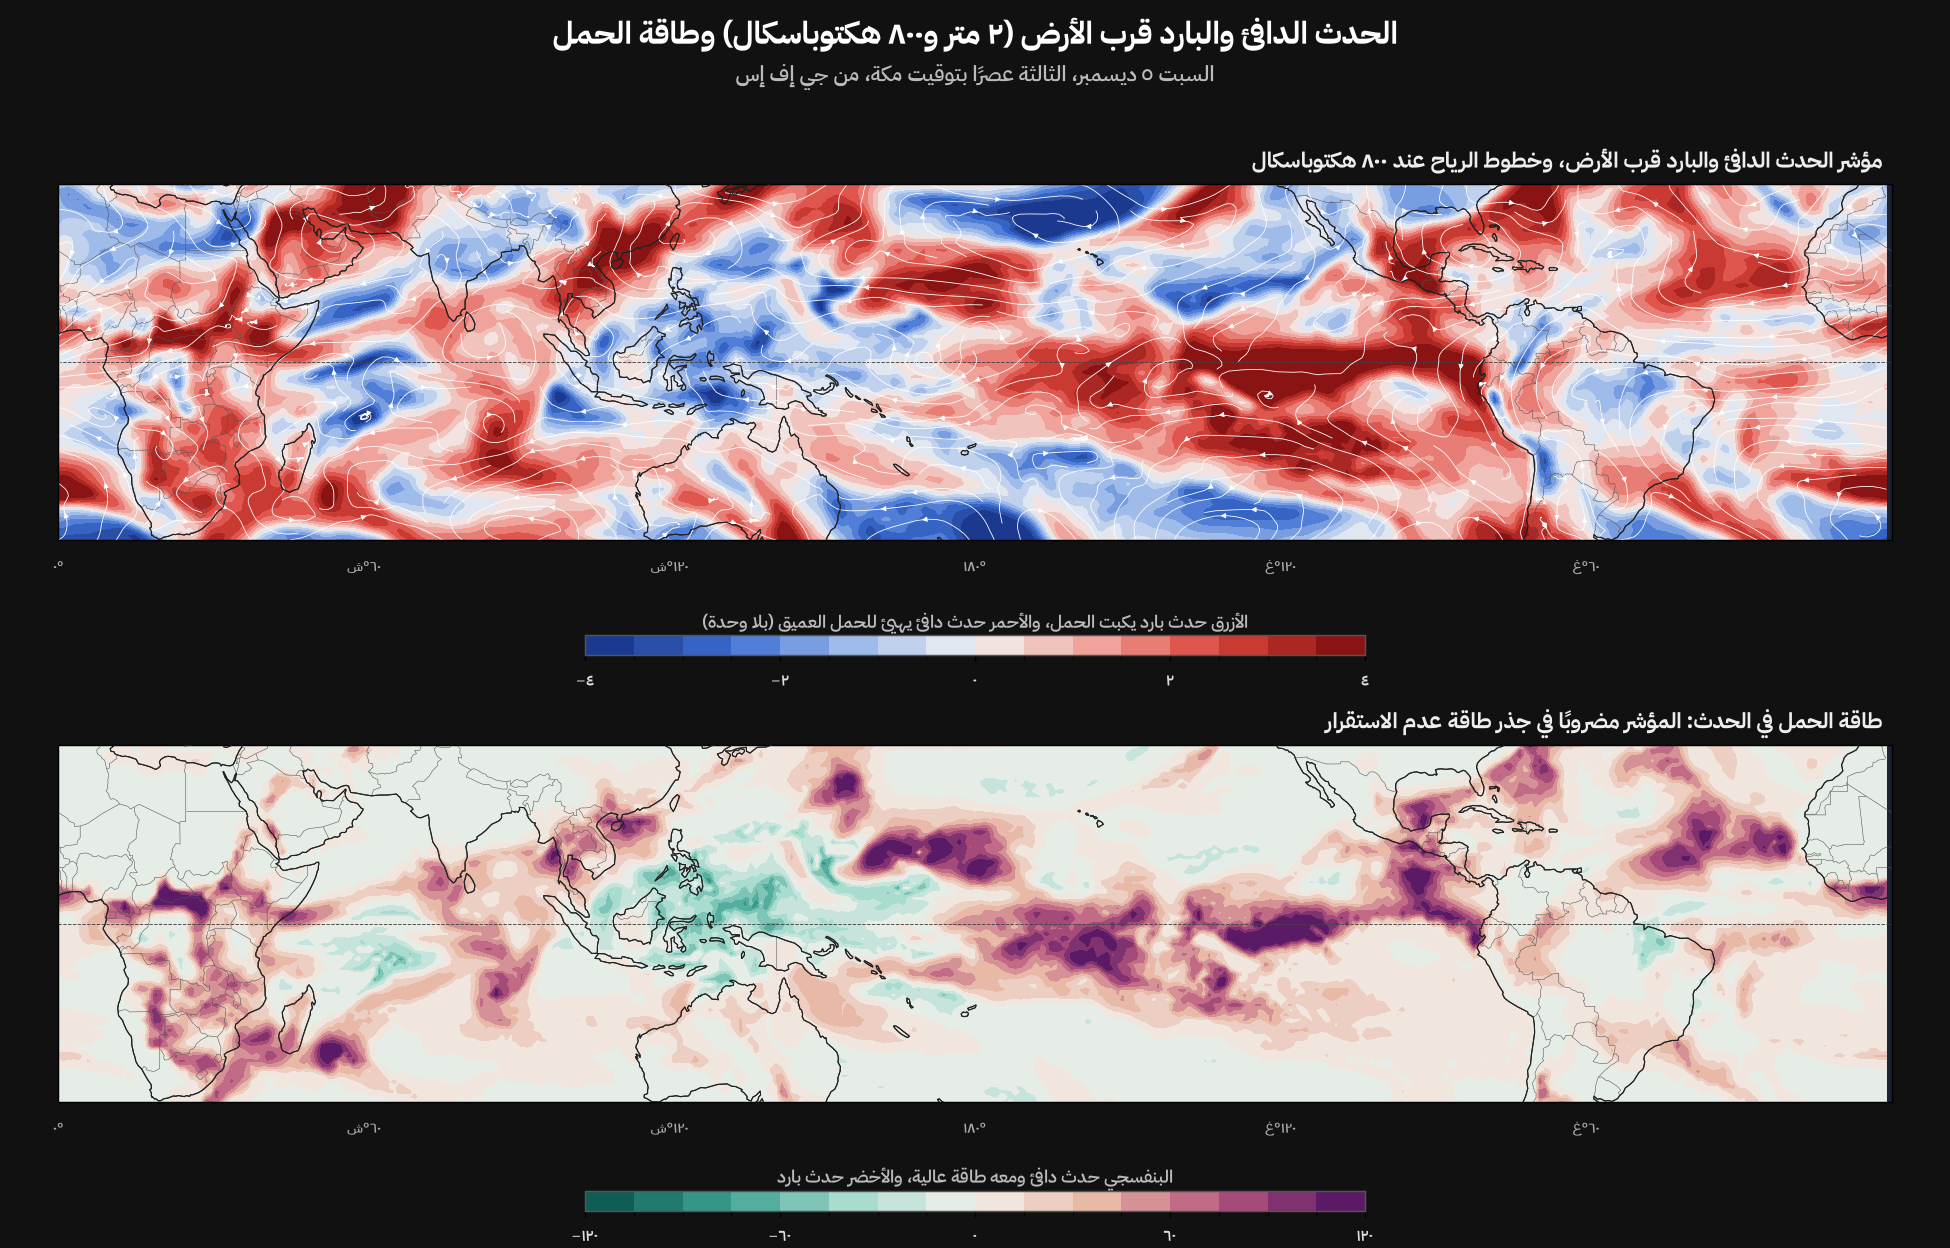 الحدث الدافئ والبارد قرب الأرض (٢ متر و٨٠٠ هكتوباسكال) وطاقة الحمل
السبت ٥ ديسمبر، الثالثة عصرًا بتوقيت مكة، من جي إف إس
مؤشر الحدث الدافئ والبارد قرب الأرض، وخطوط الرياح عند ٨٠٠ هكتوباسكال
٠° ٦٠°ش ١٢٠°ش ١٨٠° ١٢٠°غ ٦٠°غ
الأزرق حدث بارد يكبت الحمل، والأحمر حدث دافئ يهيئ للحمل العميق (بلا وحدة)
−٤ −٢ ٠ ٢ ٤
طاقة الحمل في الحدث: المؤشر مضروبًا في جذر طاقة عدم الاستقرار
٠° ٦٠°ش ١٢٠°ش ١٨٠° ١٢٠°غ ٦٠°غ
البنفسجي حدث دافئ ومعه طاقة عالية، والأخضر حدث بارد
−١٢٠ −٦٠ ٠ ٦٠ ١٢٠